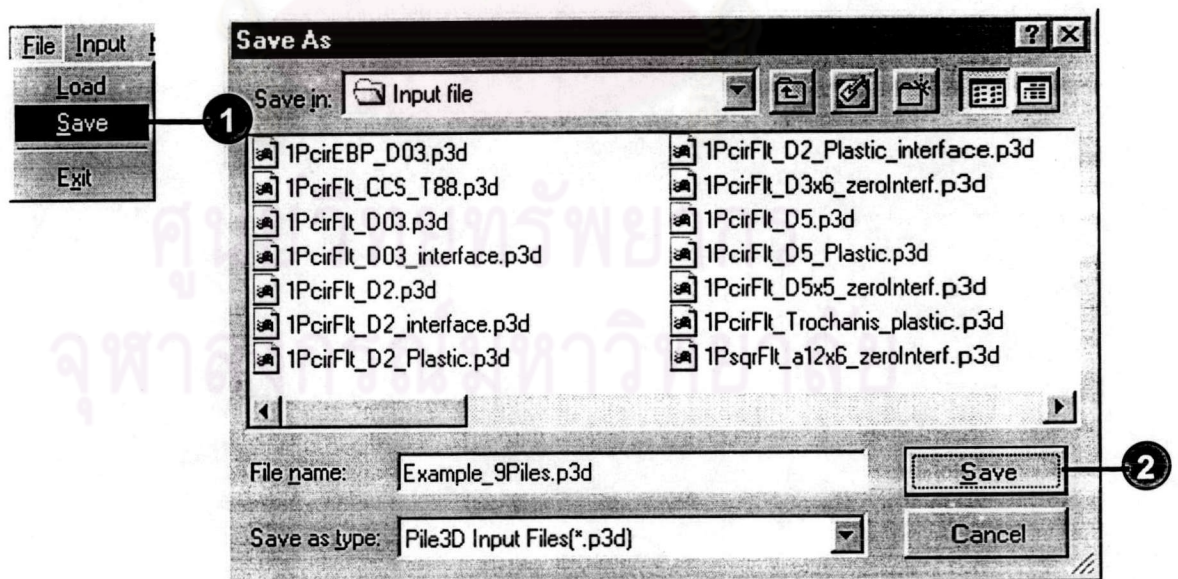 File Input
Load
Save
Exit
1
Save As
Save in: Input file
1PcirEBP_D03.p3d
1PcirFlt_CCS_T88.p3d
1PcirFlt_D03.p3d
1PcirFlt_D03_interface.p3d
1PcirFlt_D2.p3d
1PcirFlt_D2_interface.p3d
1PcirFlt_D2_Plastic.p3d
1PcirFlt_D2_Plastic_interface.p3d
1PcirFlt_D3x6_zeroInterf.p3d
1PcirFlt_D5.p3d
1PcirFlt_D5_Plastic.p3d
1PcirFlt_D5x5_zeroInterf.p3d
1PcirFlt_Trochanis_plastic.p3d
1PsqrFlt_a12x6_zeroInterf.p3d
File name: Example_9Piles.p3d
Save
2
Save as type: Pile3D Input Files(*.p3d)
Cancel